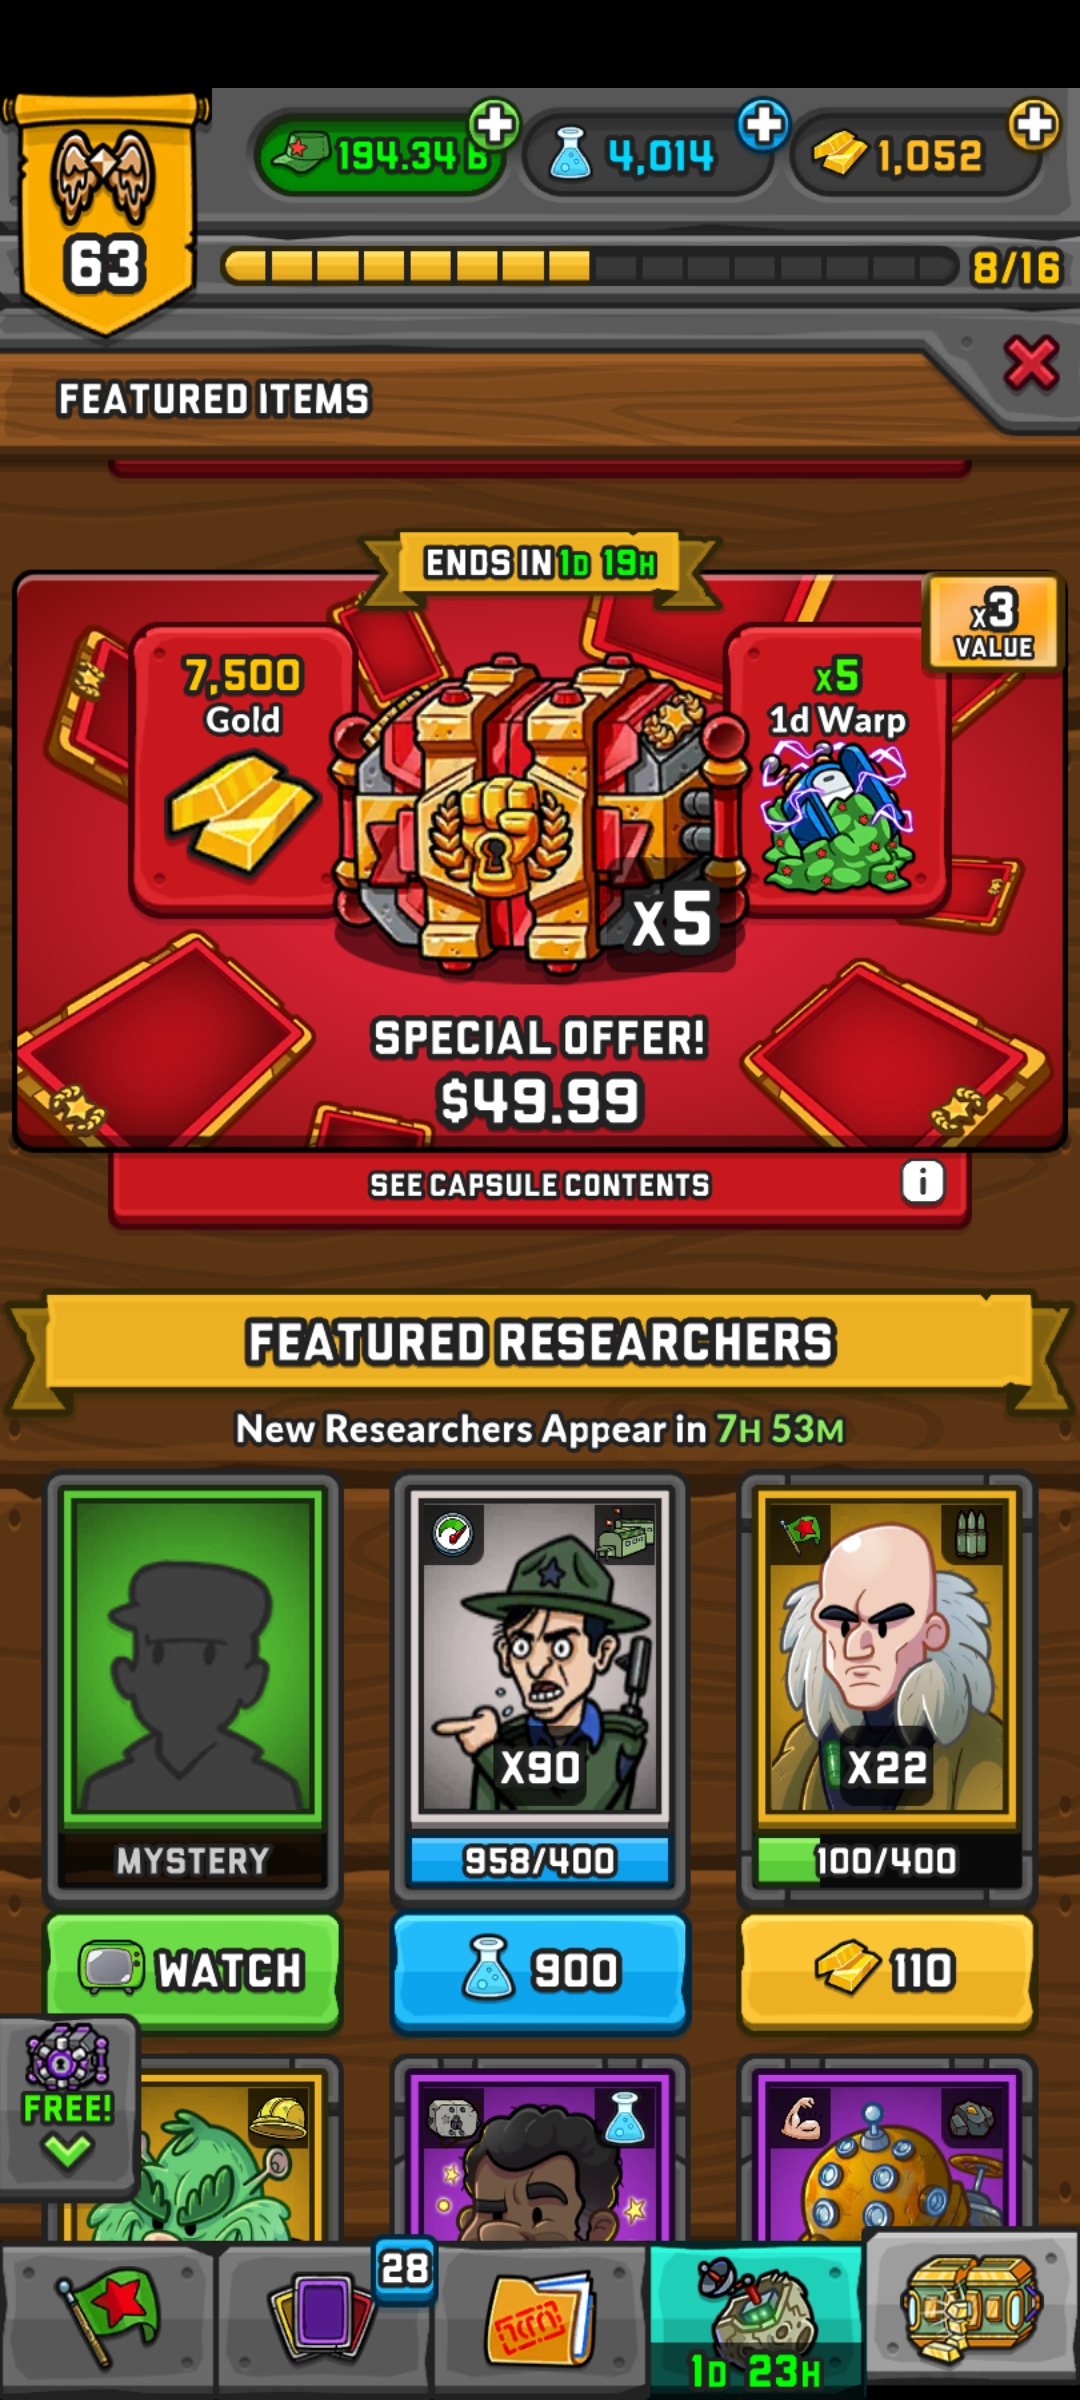 194.34 B
4,014
1,052
63
8/16
FEATURED ITEMS
ENDS IN 1D 19H
x3
VALUE
7,500
Gold
x5
1d Warp
x5
SPECIAL OFFER!
$49.99
SEE CAPSULE CONTENTS
i
FEATURED RESEARCHERS
New Researchers Appear in 7H 53M
X90
X22
MYSTERY
958/400
100/400
WATCH
900
110
FREE!
28
1D 23H